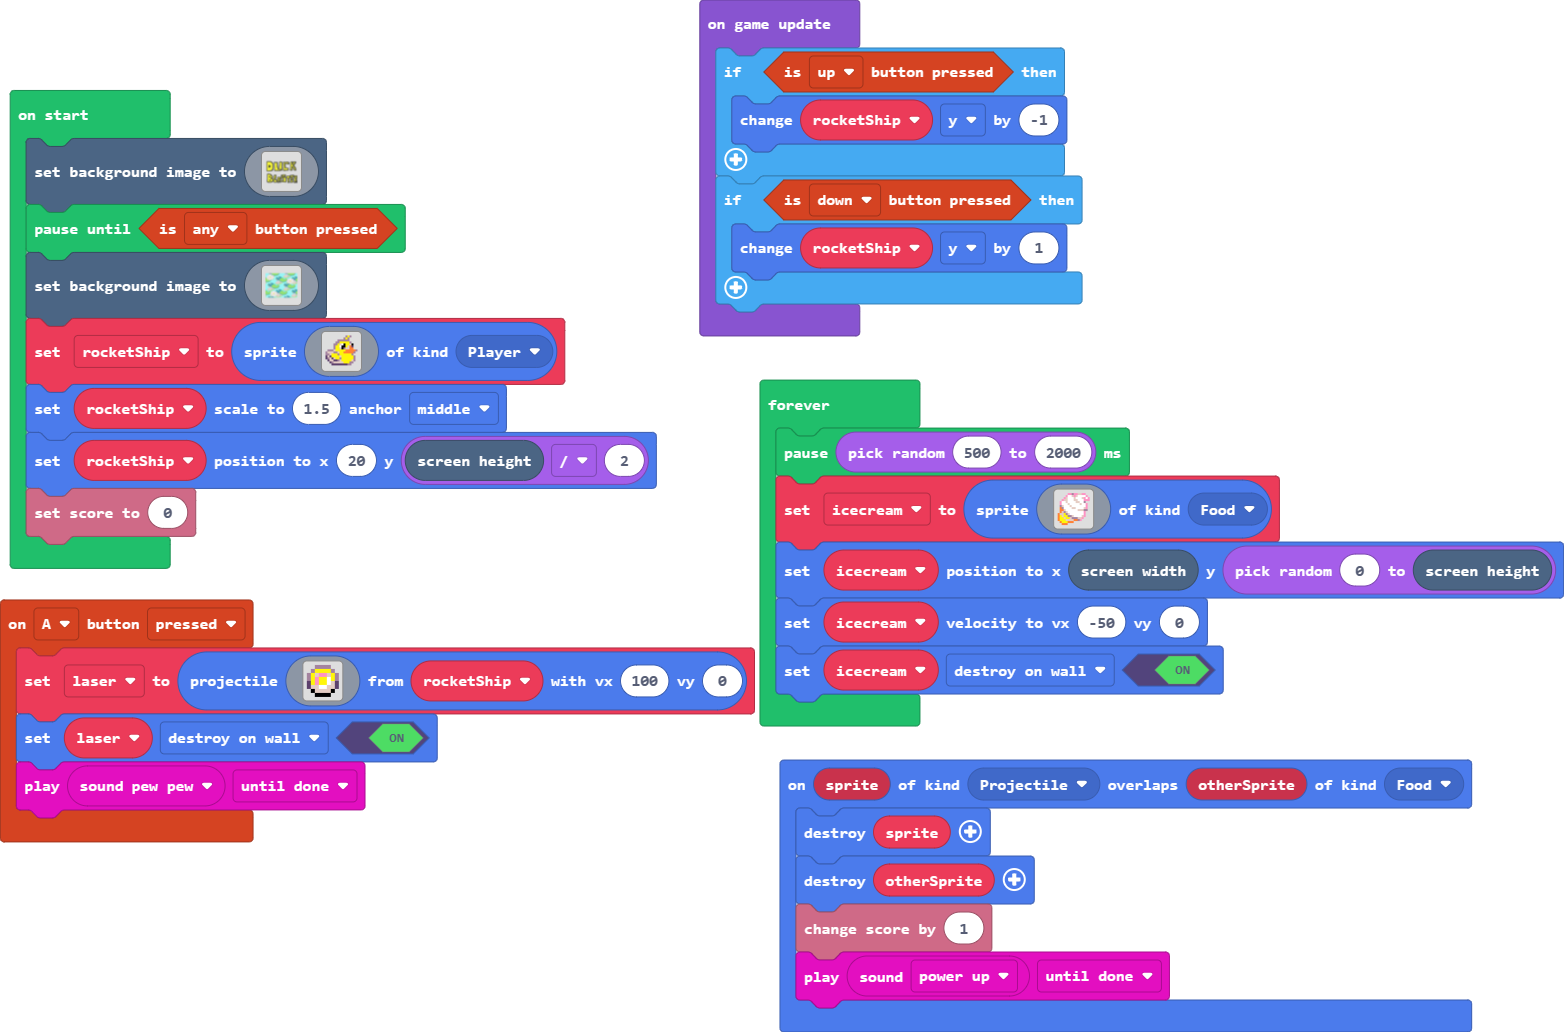 on start
set background image to DUCK
pause until is any button pressed
set background image to
set rocketShip to sprite of kind Player
set rocketShip scale to 1.5 anchor middle
set rocketShip position to x 20 y screen height / 2
set score to 0
on A button pressed
set laser to projectile from rocketShip with vx 100 vy 0
set laser destroy on wall ON
play sound pew pew until done
on game update
if is up button pressed then
change rocketShip y by -1
if is down button pressed then
change rocketShip y by 1
forever
pause pick random 500 to 2000 ms
set icecream to sprite of kind Food
set icecream position to x screen width y pick random 0 to screen height
set icecream velocity to vx -50 vy 0
set icecream destroy on wall ON
on sprite of kind Projectile overlaps otherSprite of kind Food
destroy sprite
destroy otherSprite
change score by 1
play sound power up until done